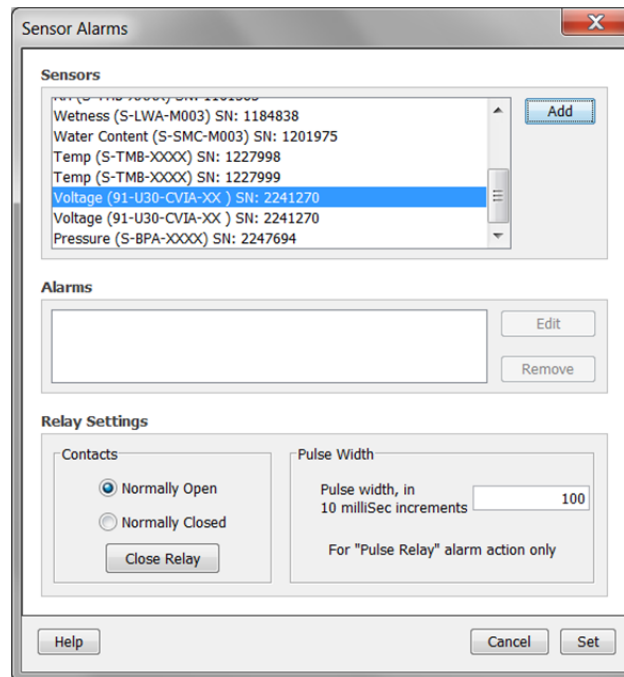 Sensor Alarms
Sensors
Wetness (S-LWA-M003) SN: 1184838
Water Content (S-SMC-M003) SN: 1201975
Temp (S-TMB-XXXX) SN: 1227998
Temp (S-TMB-XXXX) SN: 1227999
Voltage (91-U30-CVIA-XX ) SN: 2241270
Voltage (91-U30-CVIA-XX ) SN: 2241270
Pressure (S-BPA-XXXX) SN: 2247694
Add
Alarms
Edit
Remove
Relay Settings
Contacts
Normally Open
Normally Closed
Close Relay
Pulse Width
Pulse width, in
10 milliSec increments
100
For "Pulse Relay" alarm action only
Help
Cancel
Set